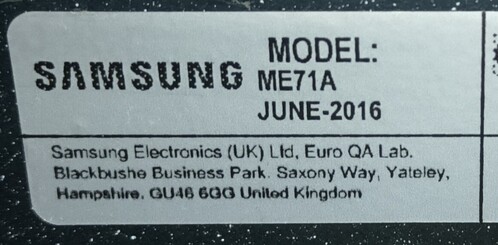 MODEL:
SAMSUNG ME71A
JUNE-2016
Samsung Electronics (UK) Ltd, Euro QA Lab.
Blackbushe Business Park. Saxony Way, Yateley,
Hampshire. GU46 6GG United Kingdom